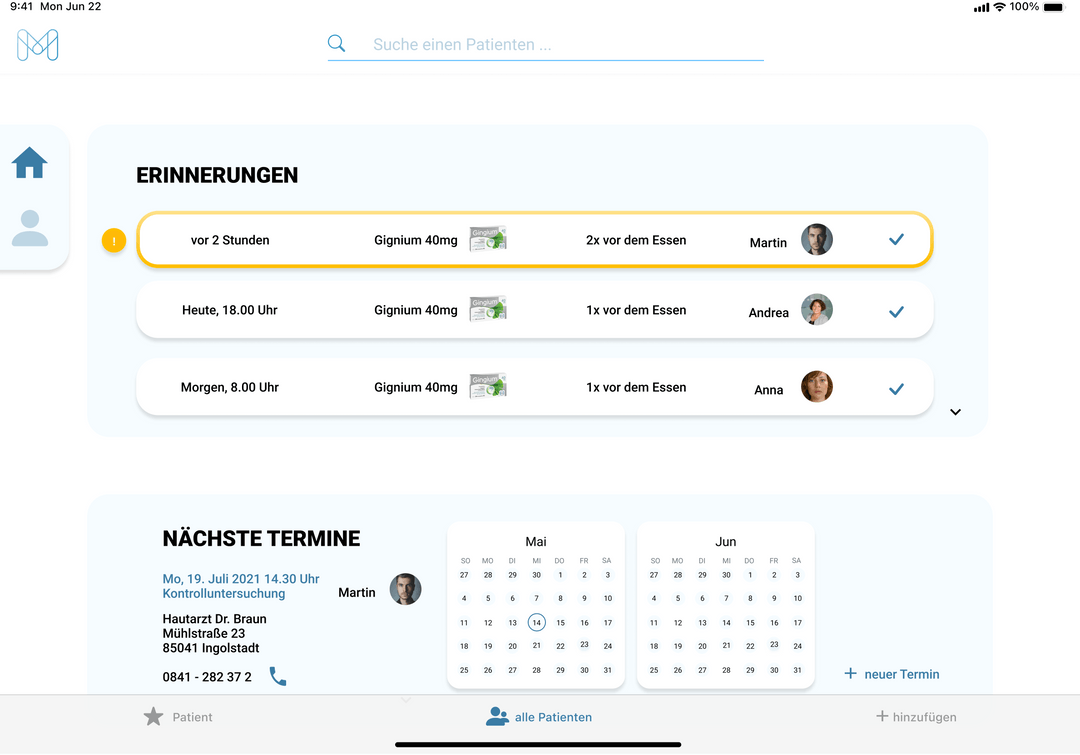 9:41 Mon Jun 22
100%
Suche einen Patienten ...
ERINNERUNGEN
!
vor 2 Stunden
Gignium 40mg
Gingium
2x vor dem Essen
Martin
Heute, 18.00 Uhr
Gignium 40mg
Gingium
1x vor dem Essen
Andrea
Morgen, 8.00 Uhr
Gignium 40mg
Gingium
1x vor dem Essen
Anna
NÄCHSTE TERMINE
Mo, 19. Juli 2021 14.30 Uhr
Kontrolluntersuchung
Martin
Hautarzt Dr. Braun
Mühlstraße 23
85041 Ingolstadt
0841 - 282 37 2
Mai
SO MO DI MI DO FR SA
27 28 29 30 1 2 3
4 5 6 7 8 9 10
11 12 13 14 15 16 17
18 19 20 21 22 23 24
25 26 27 28 29 30 31
Jun
SO MO DI MI DO FR SA
27 28 29 30 1 2 3
4 5 6 7 8 9 10
11 12 13 14 15 16 17
18 19 20 21 22 23 24
25 26 27 28 29 30 31
neuer Termin
Patient
alle Patienten
hinzufügen